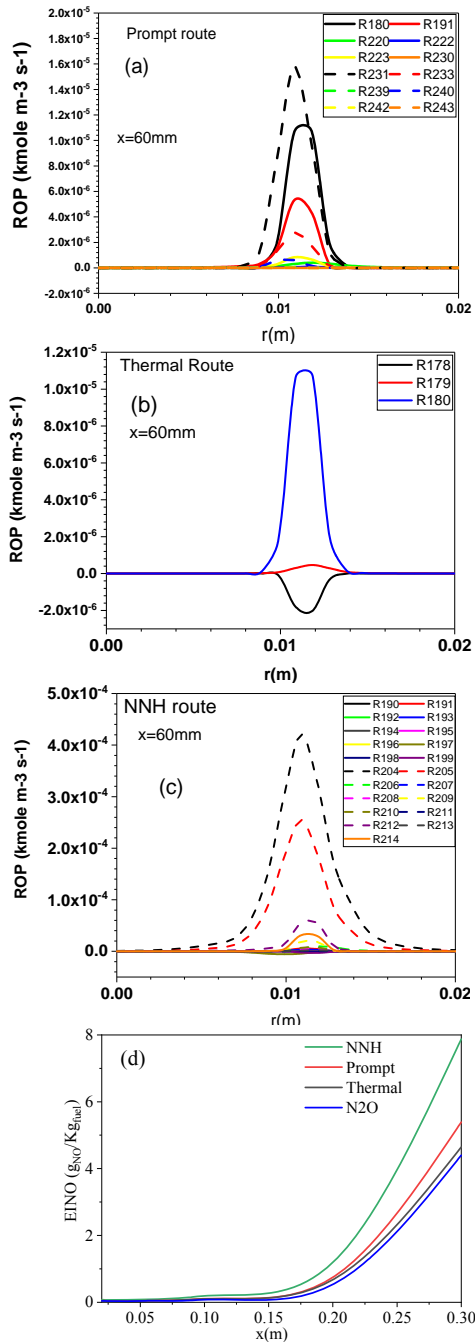 2.0x10-5
1.8x10-5
1.6x10-5
1.4x10-5
1.2x10-5
1.0x10-5
8.0x10-6
6.0x10-6
4.0x10-6
2.0x10-6
0.0
-2.0x10-6
ROP (kmole m-3 s-1)
Prompt route
(a)
x=60mm
R180 R191
R220 R222
R223 R230
R231 R233
R239 R240
R242 R243
0.00 0.01 0.02
r(m)
1.2x10-5
1.0x10-5
8.0x10-6
6.0x10-6
4.0x10-6
2.0x10-6
0.0
-2.0x10-6
ROP (kmole m-3 s-1)
Thermal Route
(b)
x=60mm
R178
R179
R180
0.00 0.01 0.02
r(m)
5.0x10-4
4.0x10-4
3.0x10-4
2.0x10-4
1.0x10-4
0.0
ROP (kmole m-3 s-1)
NNH route
x=60mm
(c)
R190 R191
R192 R193
R194 R195
R196 R197
R198 R199
R204 R205
R206 R207
R208 R209
R210 R211
R212 R213
R214
0.00 0.01 0.02
r(m)
8
6
4
2
0
EINO (gNO/Kgfuel)
(d)
NNH
Prompt
Thermal
N2O
0.05 0.10 0.15 0.20 0.25 0.30
x(m)